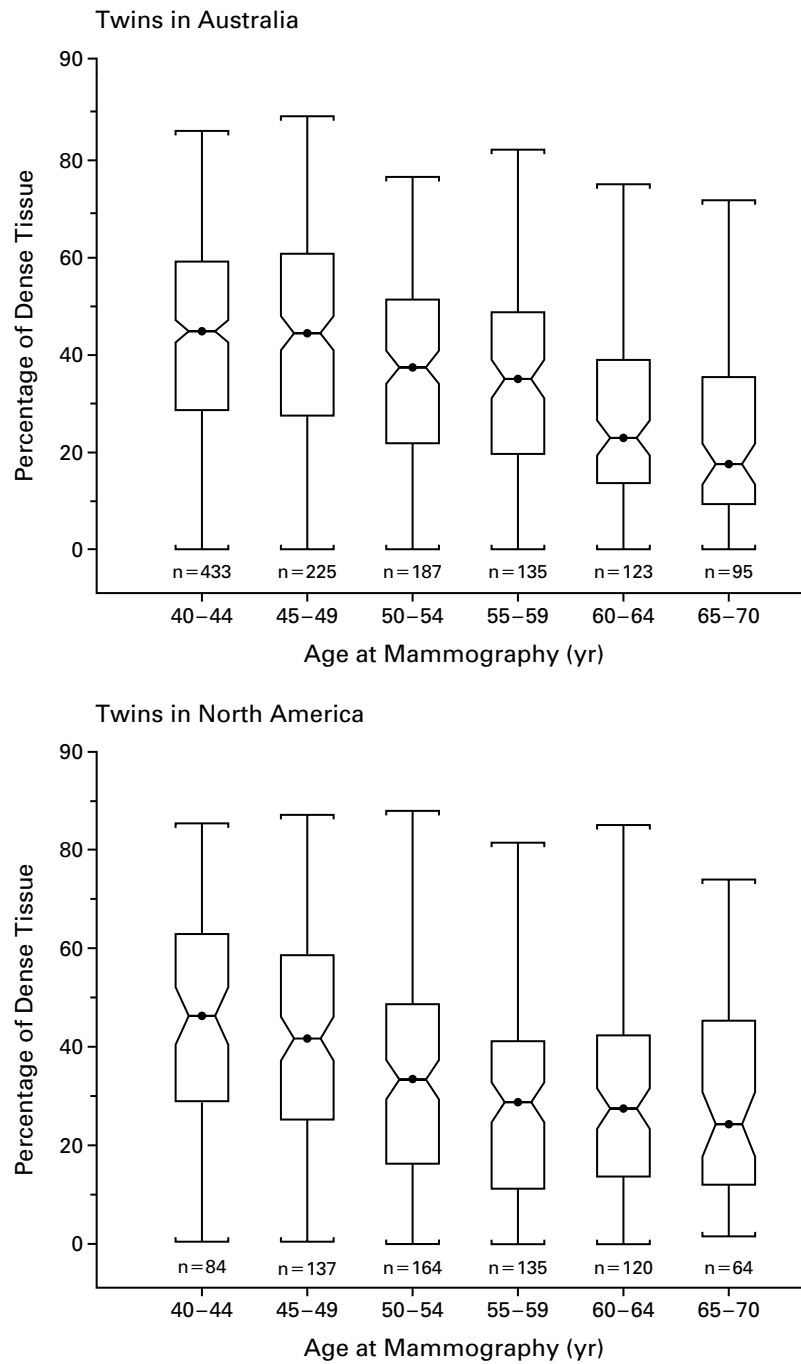 Twins in Australia
90
80
60
40
20
0
Percentage of Dense Tissue
n=433 n=225 n=187 n=135 n=123 n=95
40–44 45–49 50–54 55–59 60–64 65–70
Age at Mammography (yr)
Twins in North America
90
80
60
40
20
0
Percentage of Dense Tissue
n=84 n=137 n=164 n=135 n=120 n=64
40–44 45–49 50–54 55–59 60–64 65–70
Age at Mammography (yr)